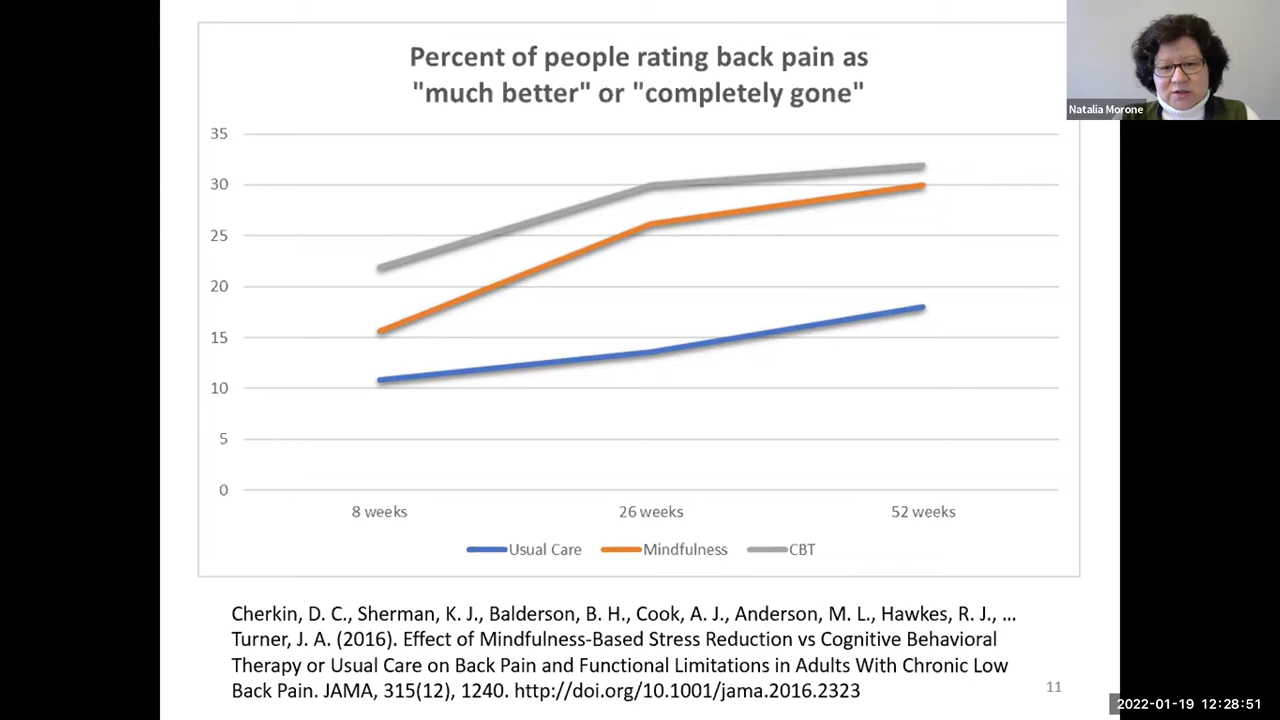 Percent of people rating back pain as
"much better" or "completely gone"
Natalia Morone
35
30
25
20
15
10
5
0
8 weeks
26 weeks
52 weeks
Usual Care
Mindfulness
CBT
Cherkin, D. C., Sherman, K. J., Balderson, B. H., Cook, A. J., Anderson, M. L., Hawkes, R. J., …
Turner, J. A. (2016). Effect of Mindfulness-Based Stress Reduction vs Cognitive Behavioral
Therapy or Usual Care on Back Pain and Functional Limitations in Adults With Chronic Low
Back Pain. JAMA, 315(12), 1240. http://doi.org/10.1001/jama.2016.2323
11
2022-01-19 12:28:51